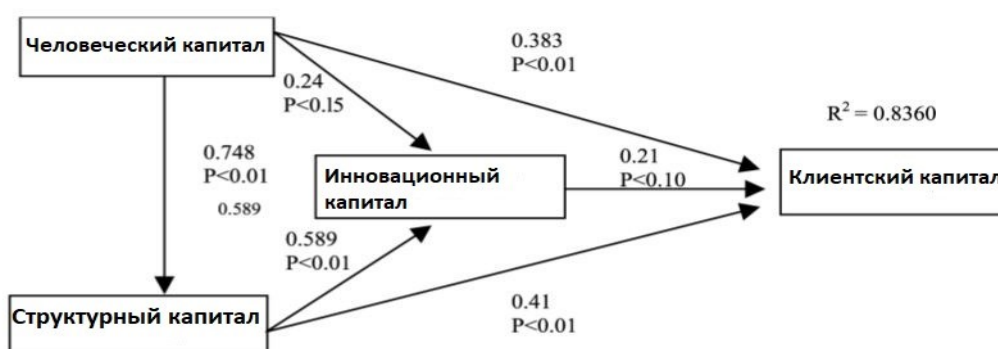 Человеческий капитал
0.383
P<0.01
0.24
P<0.l5
R² = 0.8360
0.748
P<0.01
0.589
Инновационный
капитал
0.21
P<0.10
Клиентский капитал
0.589
P<0.01
Структурный капитал
0.41
P<0.01